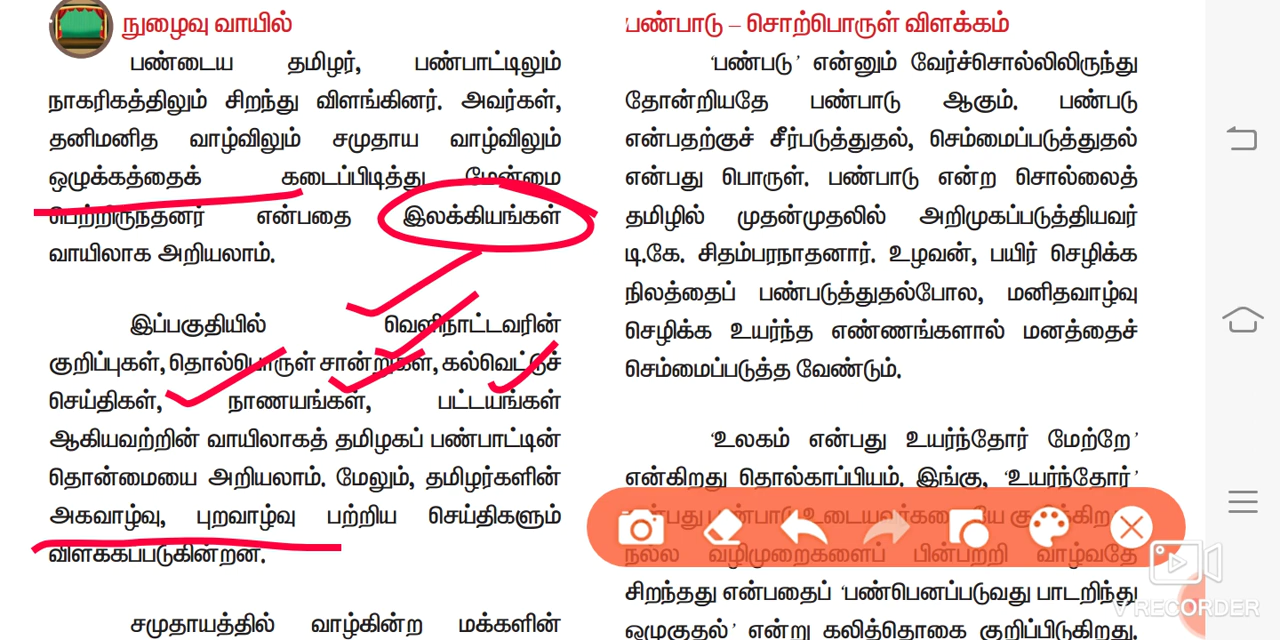 நுழைவு வாயில்
பண்டைய தமிழர், பண்பாட்டிலும்
நாகரிகத்திலும் சிறந்து விளங்கினர். அவர்கள்,
தனிமனித வாழ்விலும் சமுதாய வாழ்விலும்
ஒழுக்கத்தைக் கடைப்பிடித்து மேன்மை
பெற்றிருந்தனர் என்பதை இலக்கியங்கள்
வாயிலாக அறியலாம்.
இப்பகுதியில் வெளிநாட்டவரின்
குறிப்புகள், தொல்பொருள் சான்றுகள், கல்வெட்டுச்
செய்திகள், நாணயங்கள், பட்டயங்கள்
ஆகியவற்றின் வாயிலாகத் தமிழகப் பண்பாட்டின்
தொன்மையை அறியலாம். மேலும், தமிழர்களின்
அகவாழ்வு, புறவாழ்வு பற்றிய செய்திகளும்
விளக்கப்படுகின்றன.
சமுதாயத்தில் வாழ்கின்ற மக்களின்
பண்பாடு – சொற்பொருள் விளக்கம்
'பண்படு' என்னும் வேர்ச்சொல்லிலிருந்து
தோன்றியதே பண்பாடு ஆகும். பண்படு
என்பதற்குச் சீர்படுத்துதல், செம்மைப்படுத்துதல்
என்பது பொருள். பண்பாடு என்ற சொல்லைத்
தமிழில் முதன்முதலில் அறிமுகப்படுத்தியவர்
டி.கே. சிதம்பரநாதனார். உழவன், பயிர் செழிக்க
நிலத்தைப் பண்படுத்துதல்போல, மனிதவாழ்வு
செழிக்க உயர்ந்த எண்ணங்களால் மனத்தைச்
செம்மைப்படுத்த வேண்டும்.
'உலகம் என்பது உயர்ந்தோர் மேற்றே'
என்கிறது தொல்காப்பியம். இங்கு, 'உயர்ந்தோர்'
என்பது பண்பாடு உடையவர்களையே குறிக்கிறது.
நல்ல வழிமுறைகளைப் பின்பற்றி வாழ்வதே
சிறந்தது என்பதைப் 'பண்பெனப்படுவது பாடறிந்து
ஒழுகுதல்' என்று கலித்தொகை குறிப்பிடுகிறது.
V RECORDER